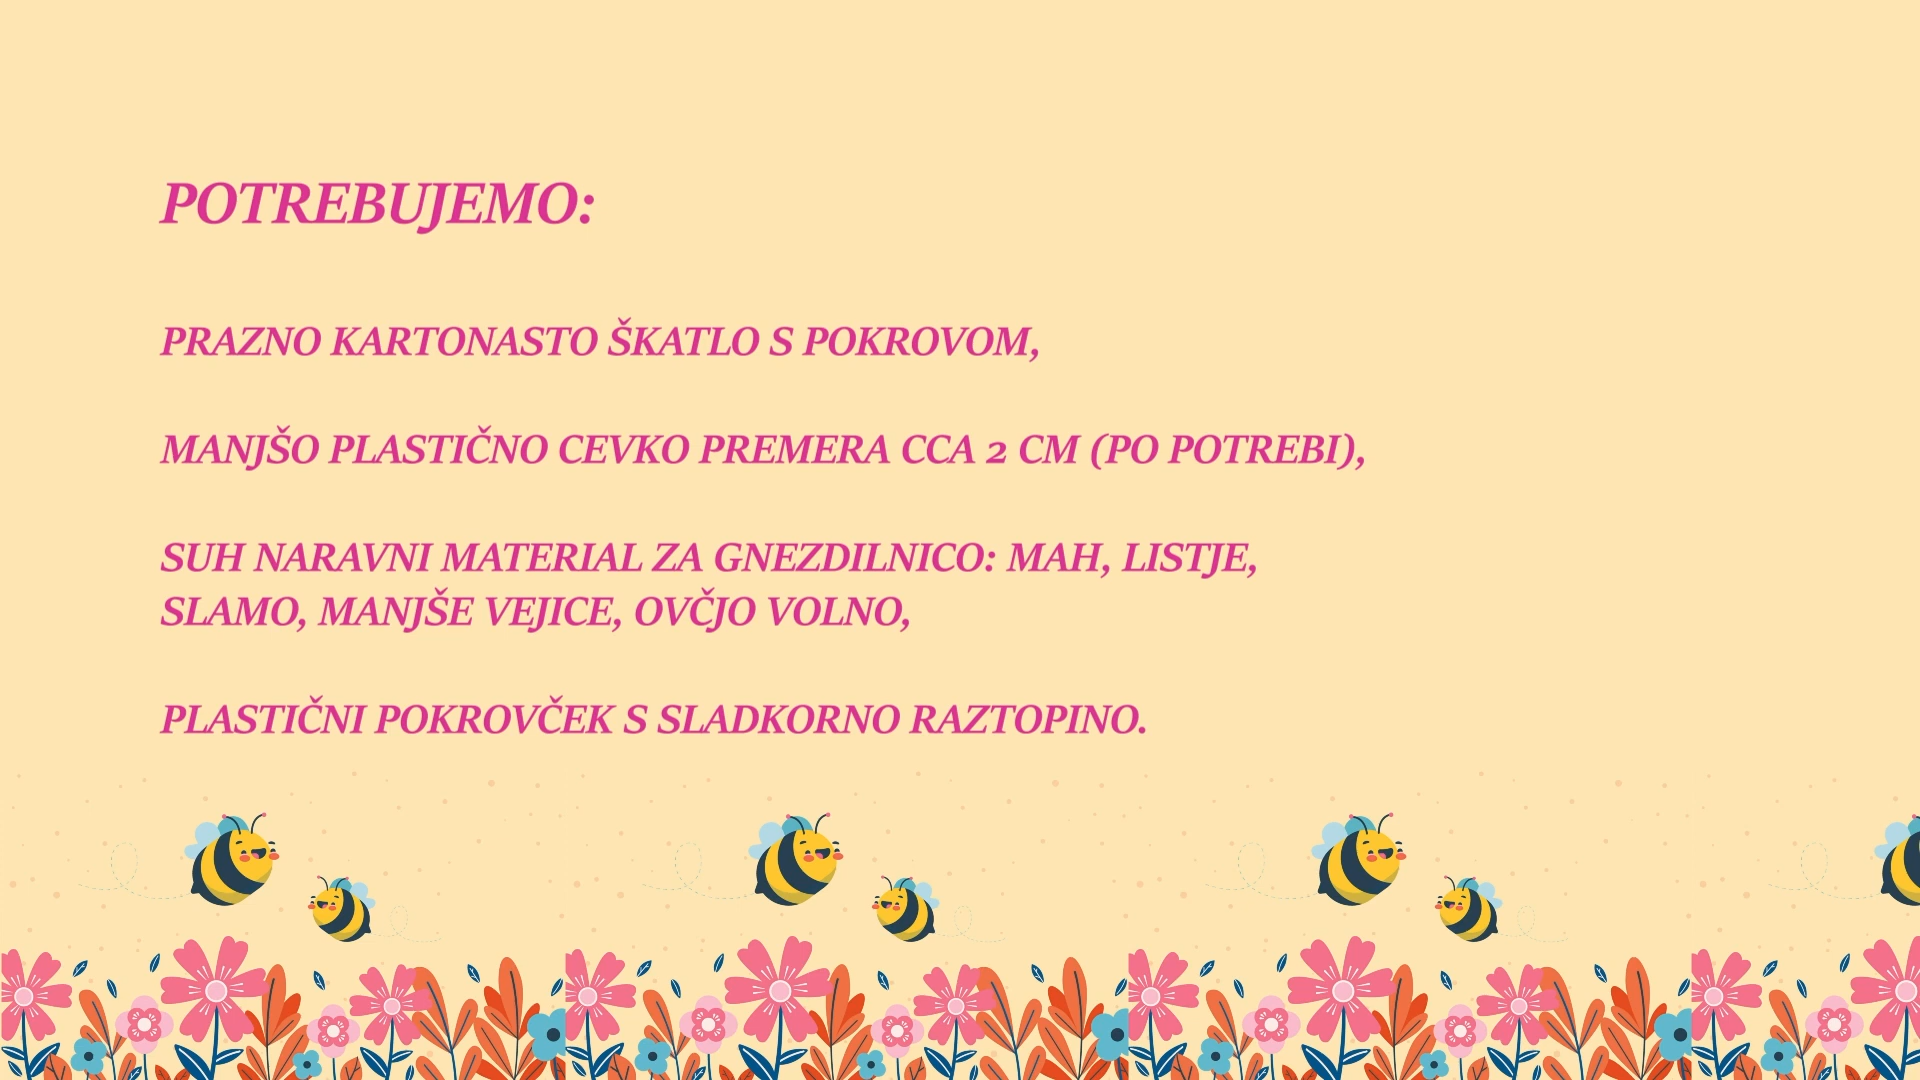 POTREBUJEMO:
PRAZNO KARTONASTO ŠKATLO S POKROVOM,
MANJŠO PLASTIČNO CEVKO PREMERA CCA 2 CM (PO POTREBI),
SUH NARAVNI MATERIAL ZA GNEZDILNICO: MAH, LISTJE,
SLAMO, MANJŠE VEJICE, OVČJO VOLNO,
PLASTIČNI POKROVČEK S SLADKORNO RAZTOPINO.